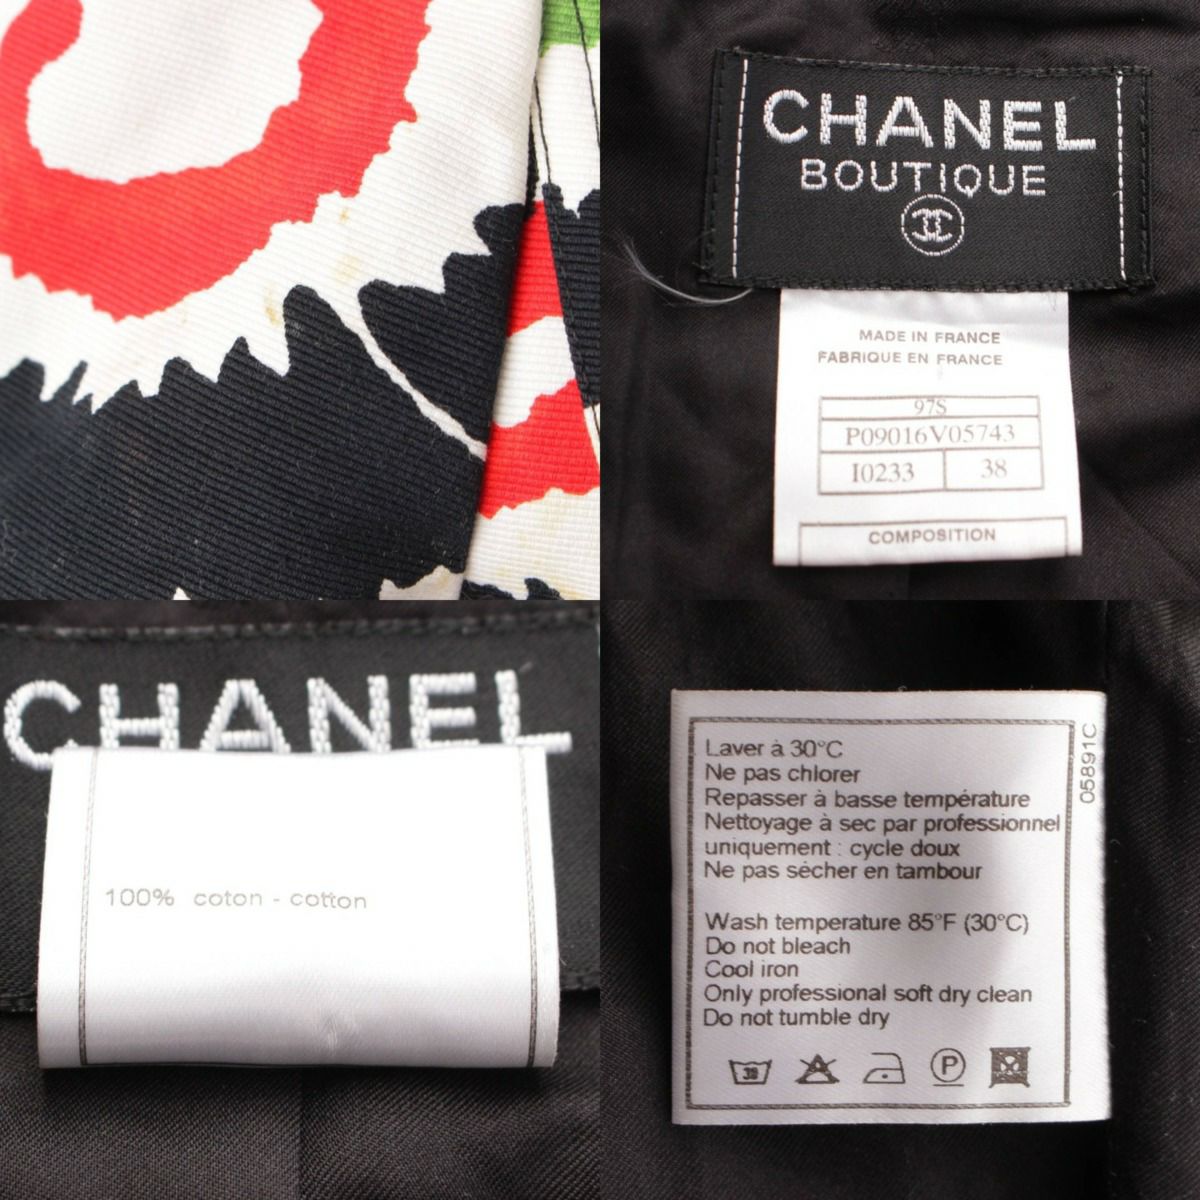 CHANEL
BOUTIQUE
MADE IN FRANCE
FABRIQUE EN FRANCE
97S
P09016V05743
I0233 38
COMPOSITION
CHANEL
100% coton - cotton
Laver à 30°C
Ne pas chlorer
Repasser à basse température
Nettoyage à sec par professionnel
uniquement : cycle doux
Ne pas sécher en tambour
Wash temperature 85°F (30°C)
Do not bleach
Cool iron
Only professional soft dry clean
Do not tumble dry
30 P
05891C